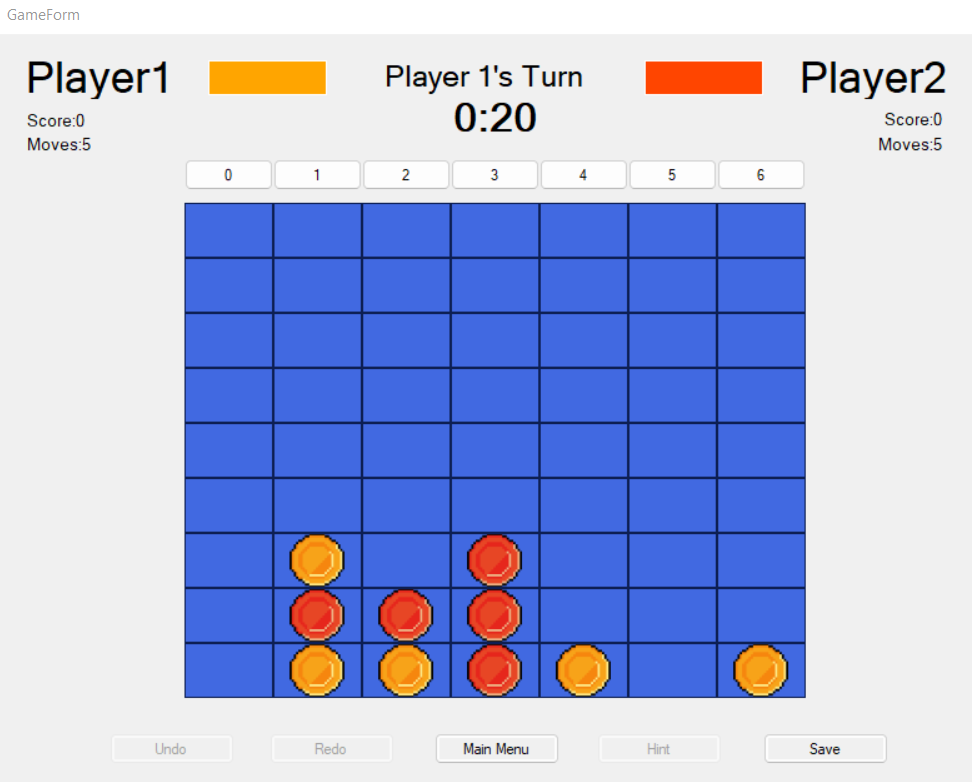 GameForm
Player1
Player 1's Turn
Player2
0:20
Score:0
Score:0
Moves:5
Moves:5
0 1 2 3 4 5 6
Undo Redo Main Menu Hint Save